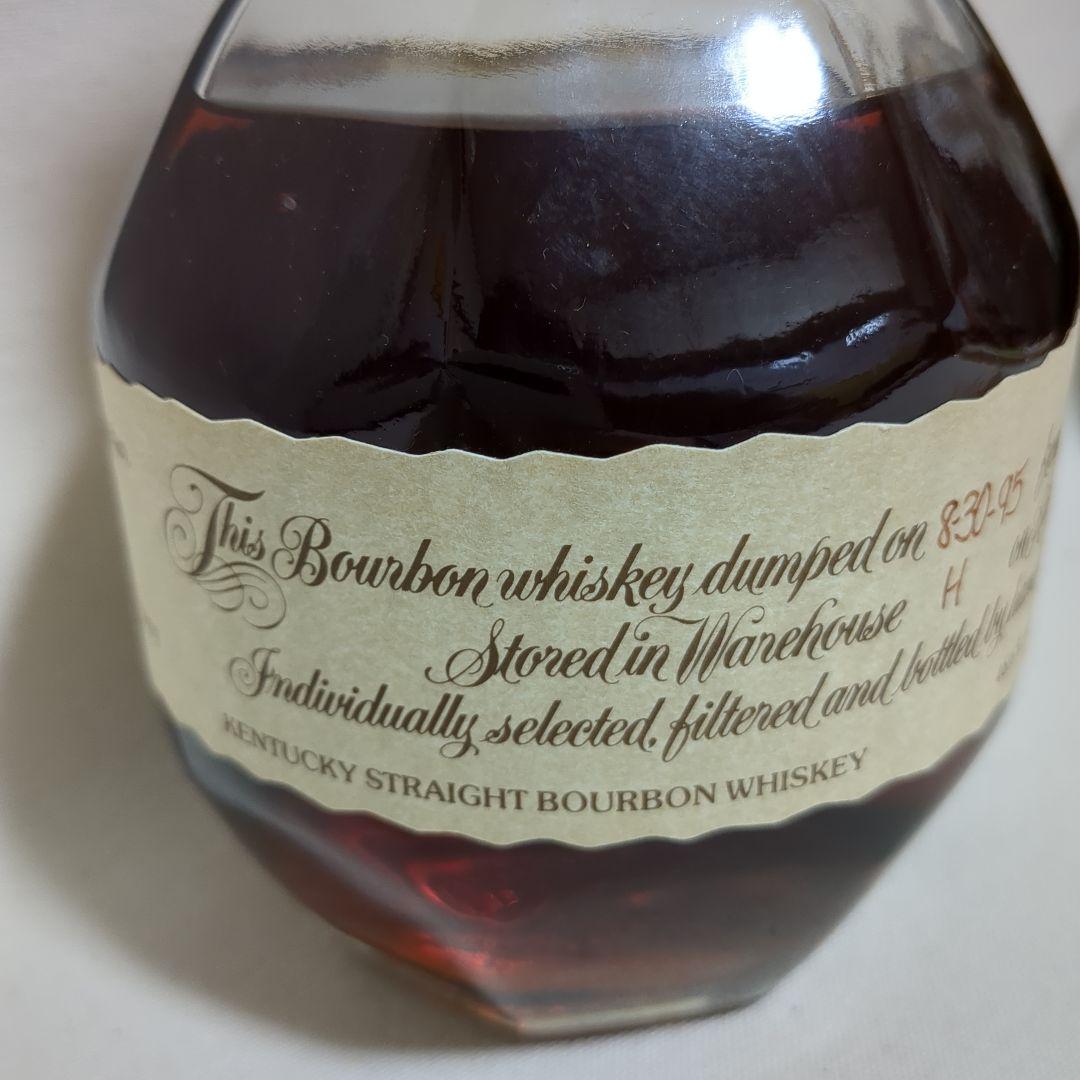 This Bourbon whiskey dumped on 8-30-95
Stored in Warehouse H
Individually selected, filtered and bottled by
KENTUCKY STRAIGHT BOURBON WHISKEY